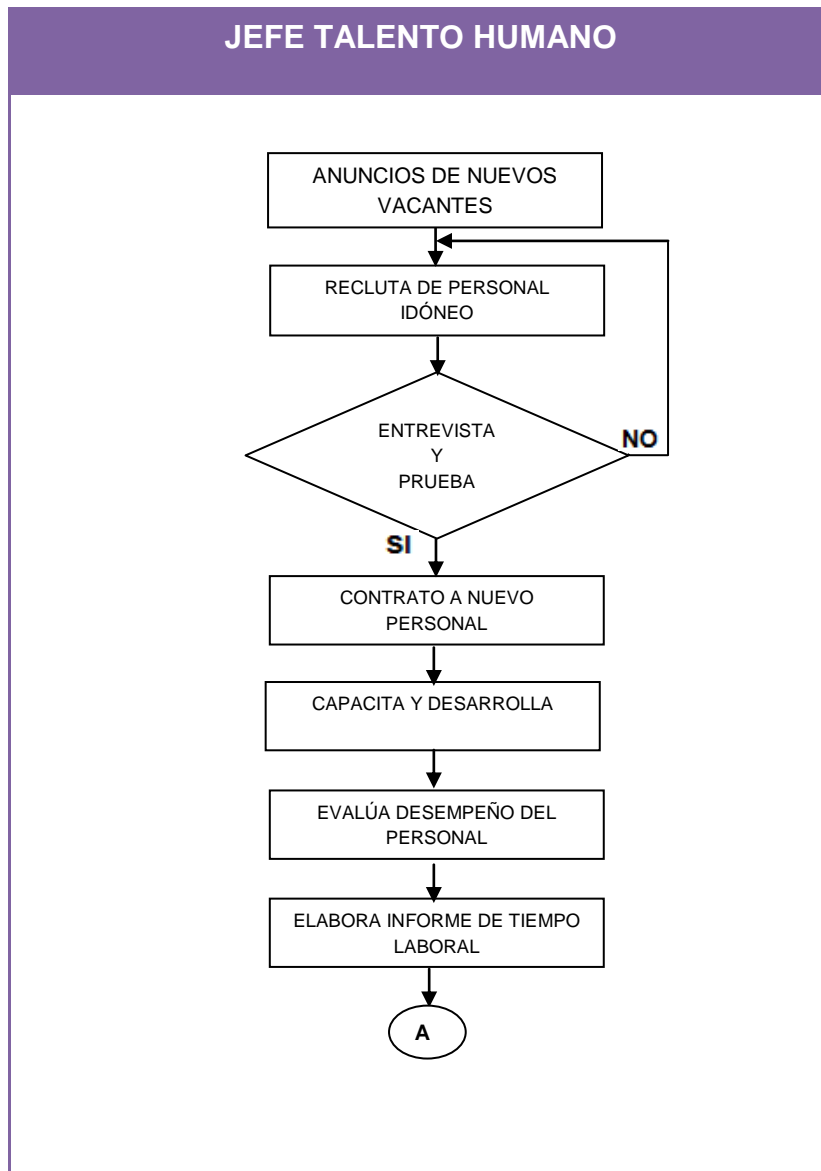 JEFE TALENTO HUMANO
ANUNCIOS DE NUEVOS
VACANTES
RECLUTA DE PERSONAL
IDÓNEO
ENTREVISTA
Y
PRUEBA
NO
SI
CONTRATO A NUEVO
PERSONAL
CAPACITA Y DESARROLLA
EVALÚA DESEMPEÑO DEL
PERSONAL
ELABORA INFORME DE TIEMPO
LABORAL
A